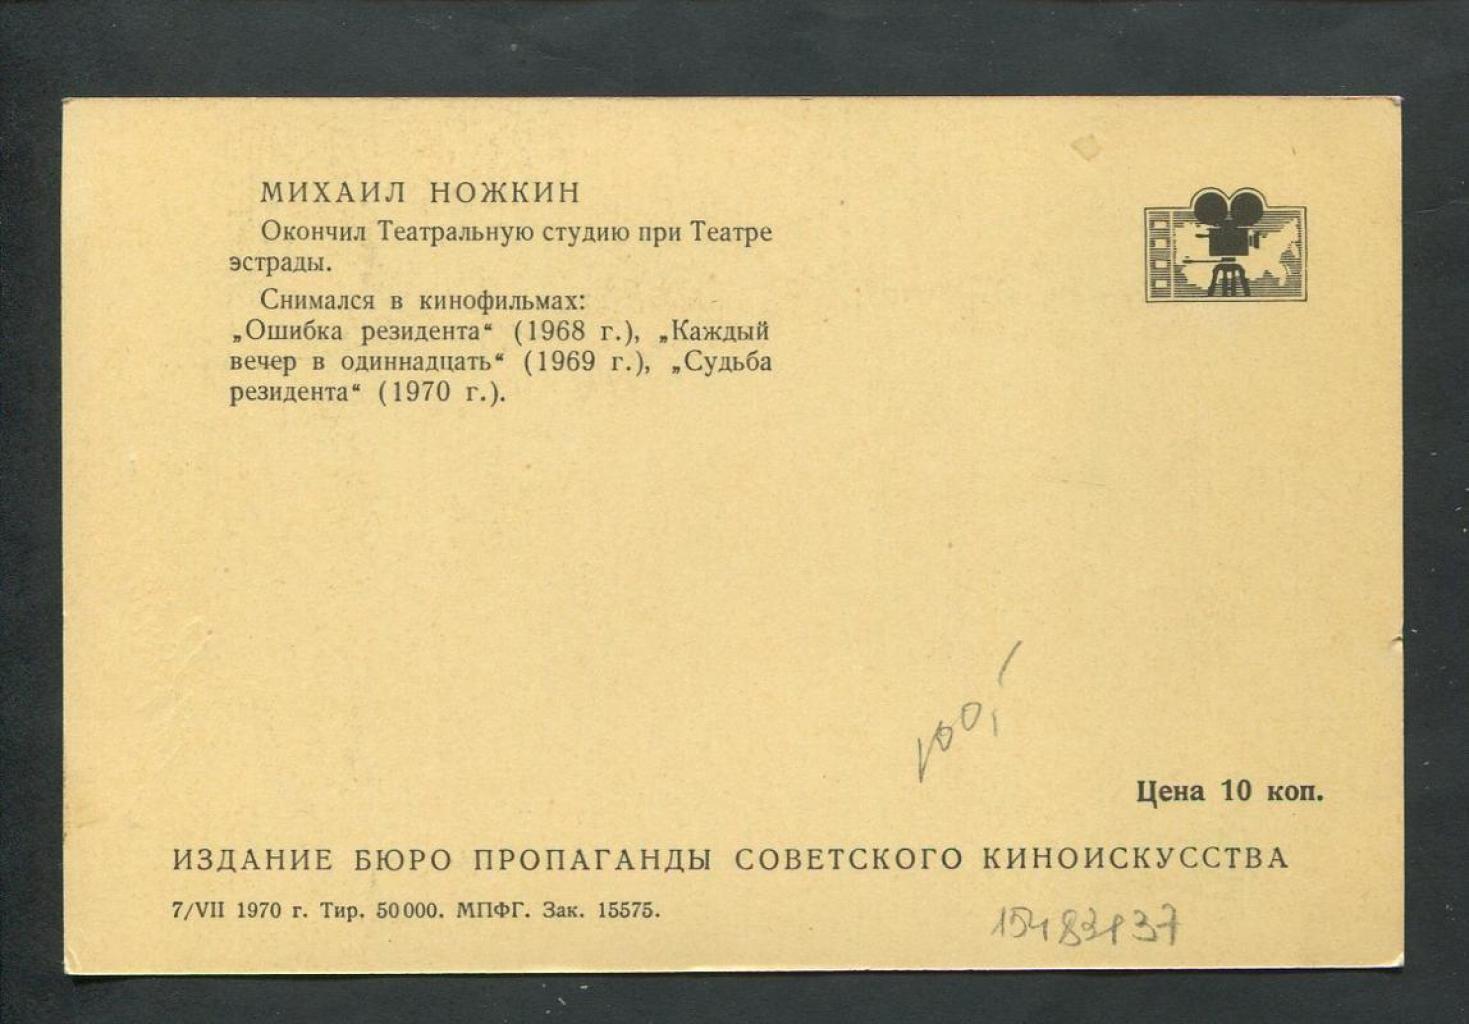 МИХАИЛ НОЖКИН
Окончил Театральную студию при Театре
эстрады.
Снимался в кинофильмах:
„Ошибка резидента“ (1968 г.), „Каждый
вечер в одиннадцать“ (1969 г.), „Судьба
резидента“ (1970 г.).
Цена 10 коп.
ИЗДАНИЕ БЮРО ПРОПАГАНДЫ СОВЕТСКОГО КИНОИСКУССТВА
7/VII 1970 г. Тир. 50 000. МПФГ. Зак. 15575.